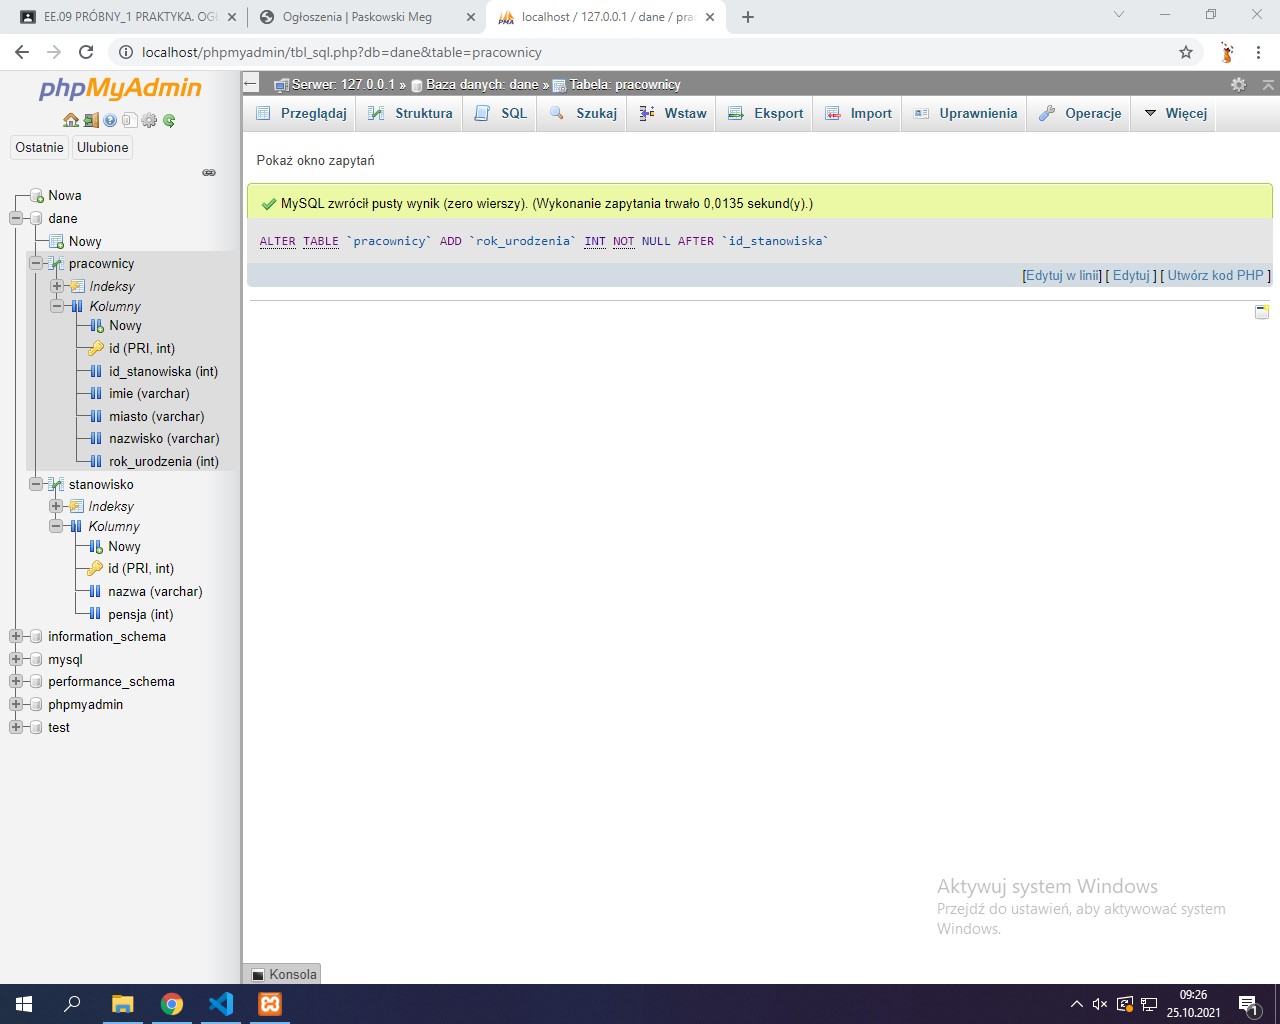 EE.09 PRÓBNY_1 PRAKTYKA. OGŁ
Ogłoszenia | Paskowski Meg
localhost / 127.0.0.1 / dane / prac
localhost/phpmyadmin/tbl_sql.php?db=dane&table=pracownicy
phpMyAdmin
Ostatnie
Ulubione
Nowa
dane
Nowy
pracownicy
Indeksy
Kolumny
Nowy
id (PRI, int)
id_stanowiska (int)
imie (varchar)
miasto (varchar)
nazwisko (varchar)
rok_urodzenia (int)
stanowisko
Indeksy
Kolumny
Nowy
id (PRI, int)
nazwa (varchar)
pensja (int)
information_schema
mysql
performance_schema
phpmyadmin
test
Serwer: 127.0.0.1 » Baza danych: dane » Tabela: pracownicy
Przeglądaj Struktura SQL Szukaj Wstaw Eksport Import Uprawnienia Operacje Więcej
Pokaż okno zapytań
MySQL zwrócił pusty wynik (zero wierszy). (Wykonanie zapytania trwało 0,0135 sekund(y).)
ALTER TABLE `pracownicy` ADD `rok_urodzenia` INT NOT NULL AFTER `id_stanowiska`
[Edytuj w linii] [ Edytuj ] [ Utwórz kod PHP ]
Aktywuj system Windows
Przejdź do ustawień, aby aktywować system
Windows.
Konsola
09:26
25.10.2021
1